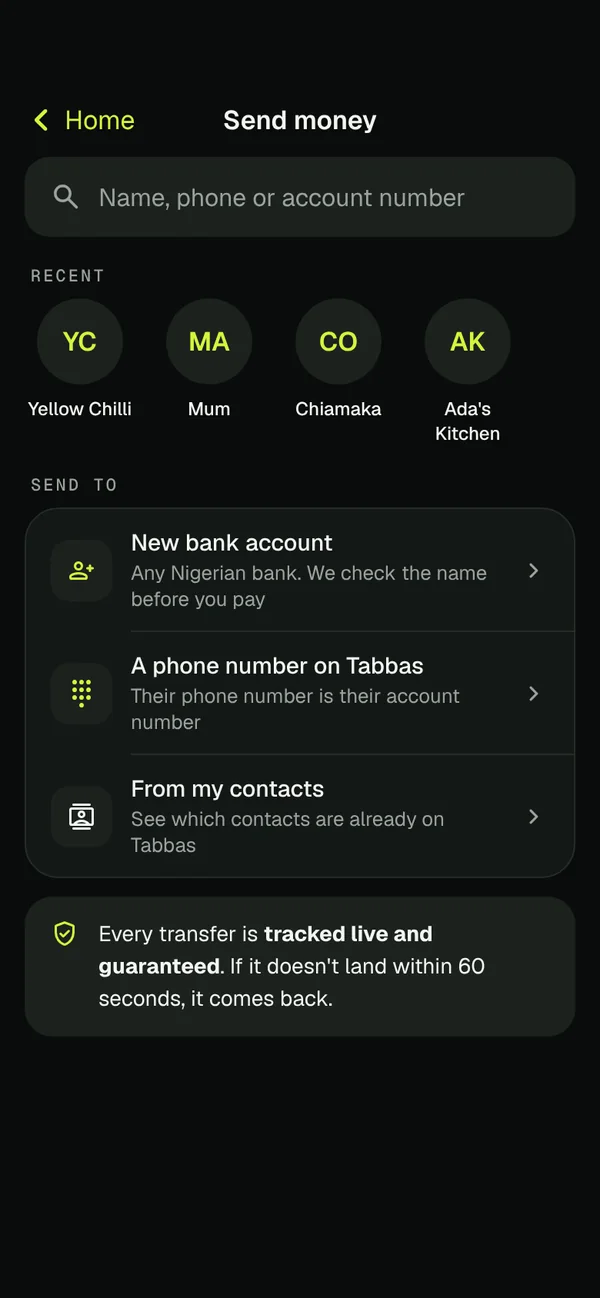 Home
Send money
Name, phone or account number
RECENT
YC
MA
CO
AK
Yellow Chilli
Mum
Chiamaka
Ada's
Kitchen
SEND TO
New bank account
Any Nigerian bank. We check the name
before you pay
A phone number on Tabbas
Their phone number is their account
number
From my contacts
See which contacts are already on
Tabbas
Every transfer is tracked live and
guaranteed. If it doesn't land within 60
seconds, it comes back.